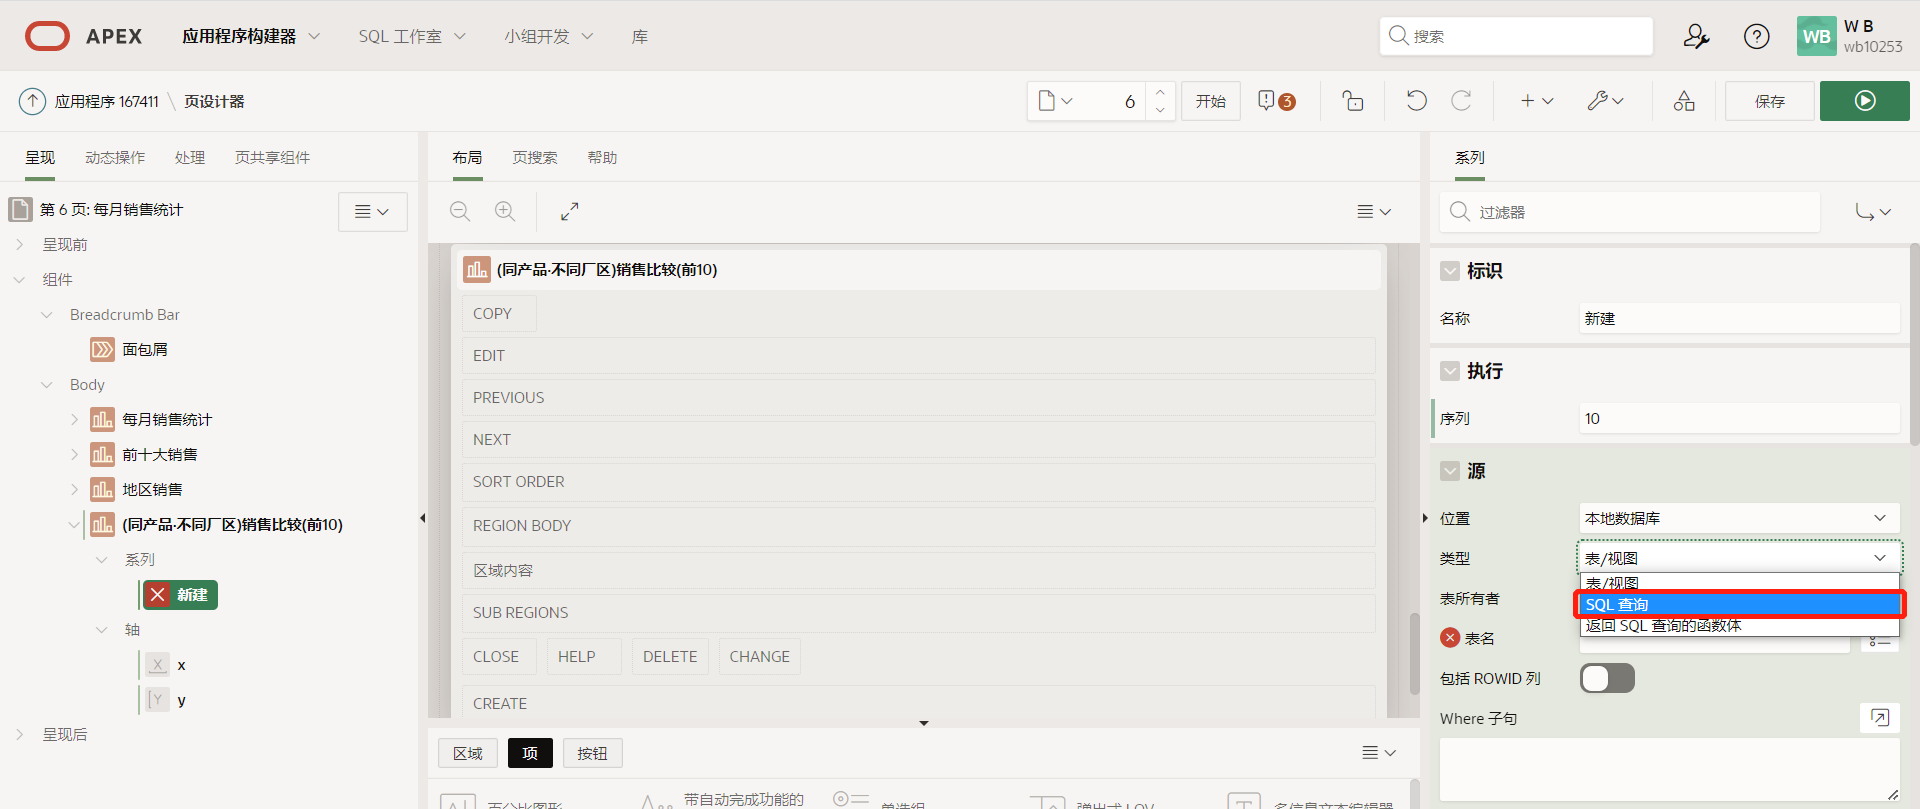 APEX 应用程序构建器 SQL 工作室 小组开发 库 搜索 WB W B
wb10253
应用程序 167411 \ 页设计器 6 开始 3 保存
呈现 动态操作 处理 页共享组件
布局 页搜索 帮助
系列
第 6 页: 每月销售统计
过滤器
呈现前
组件
Breadcrumb Bar
面包屑
Body
每月销售统计
前十大销售
地区销售
(同产品·不同厂区)销售比较(前10)
系列
新建
轴
X x
Y y
呈现后
(同产品·不同厂区)销售比较(前10)
COPY
EDIT
PREVIOUS
NEXT
SORT ORDER
REGION BODY
区域内容
SUB REGIONS
CLOSE HELP DELETE CHANGE
CREATE
区域 项 按钮
百分比图形 带自动完成功能的 单选组 弹出式 LOV 多信息文本编辑器
标识
名称 新建
执行
序列 10
源
位置 本地数据库
类型 表/视图
表/视图
表所有者 SQL 查询
返回 SQL 查询的函数体
表名
包括 ROWID 列
Where 子句